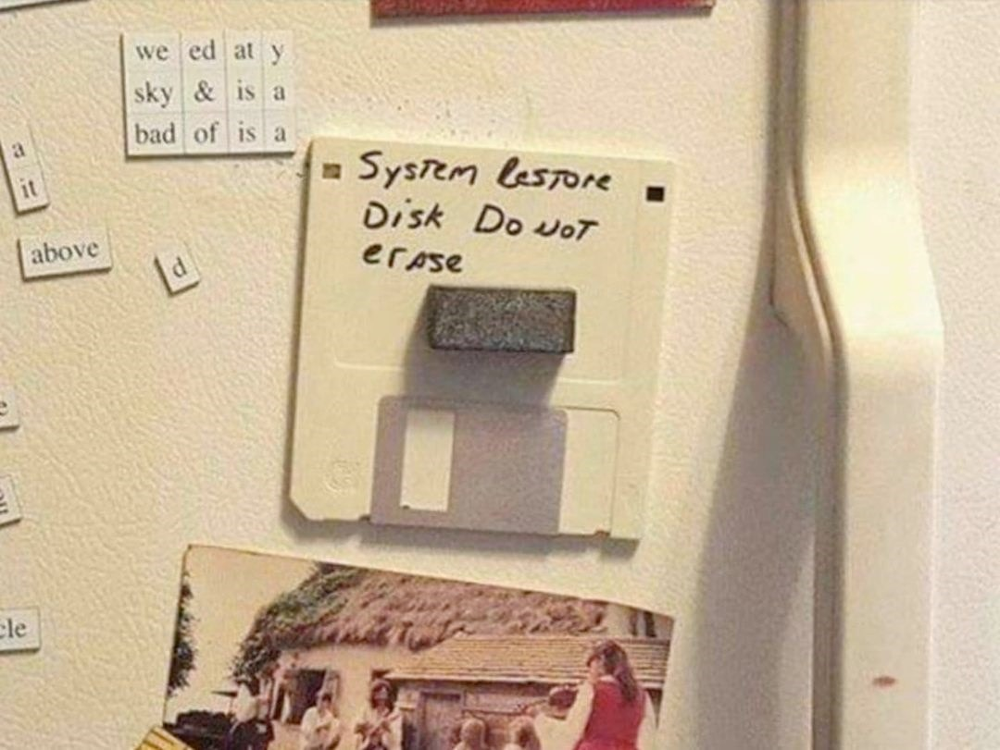 we ed at y
sky & is a
bad of is a
a
it
above
d
System Restore
Disk Do NOT
erase
e
cle